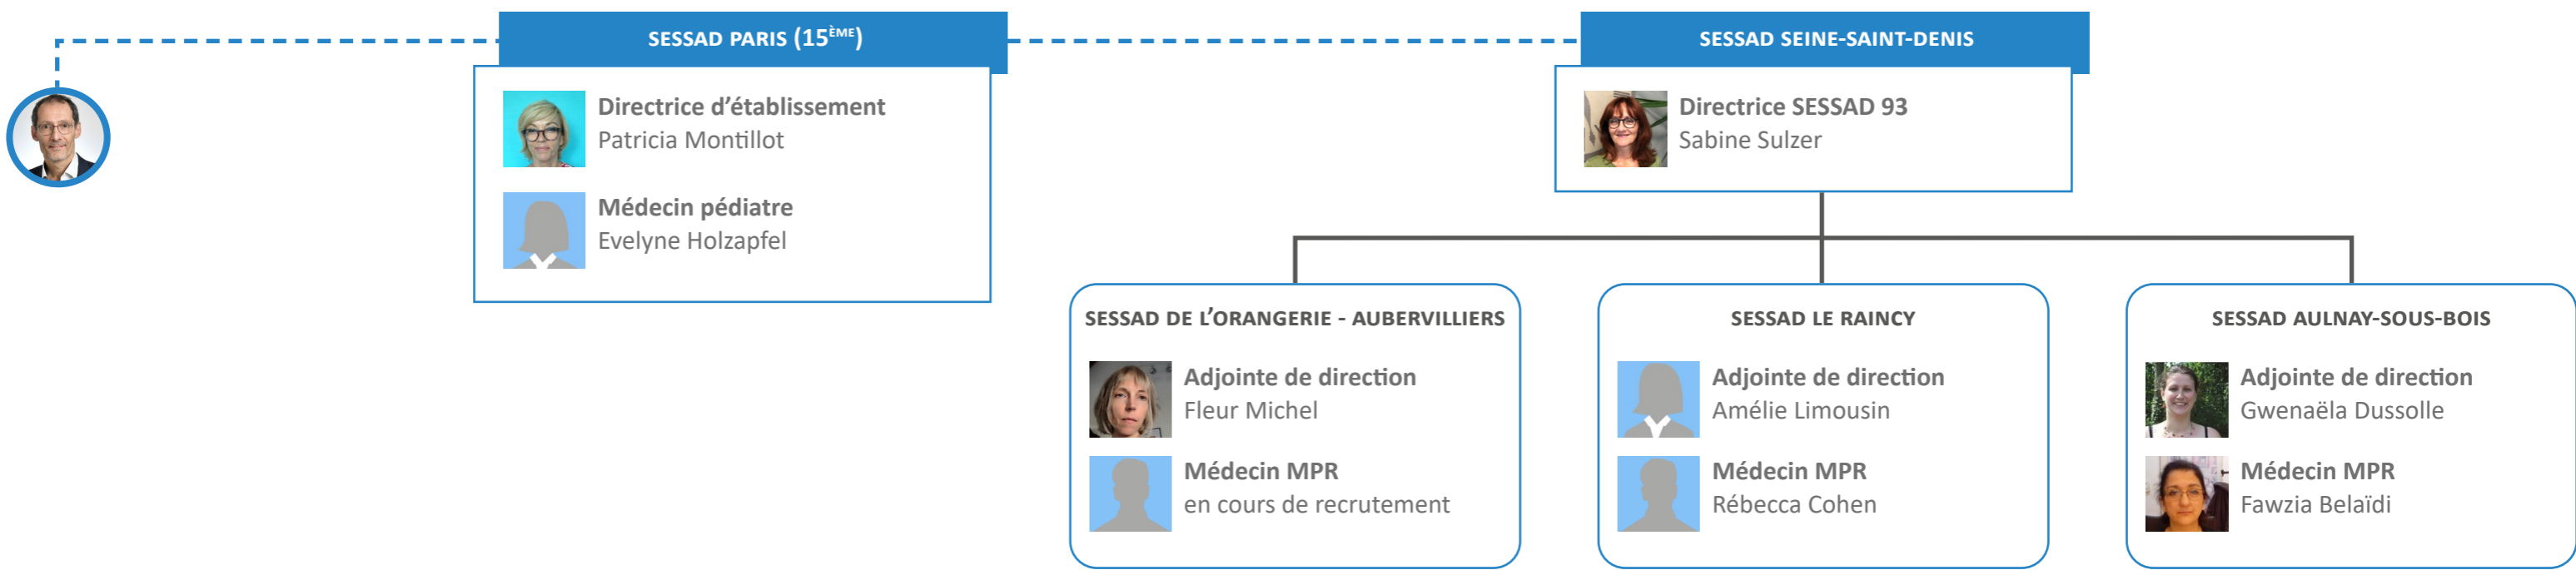 SESSAD PARIS (15ÈME)
Directrice d’établissement
Patricia Montillot
Médecin pédiatre
Evelyne Holzapfel
SESSAD SEINE-SAINT-DENIS
Directrice SESSAD 93
Sabine Sulzer
SESSAD DE L’ORANGERIE - AUBERVILLIERS
Adjointe de direction
Fleur Michel
Médecin MPR
en cours de recrutement
SESSAD LE RAINCY
Adjointe de direction
Amélie Limousin
Médecin MPR
Rébecca Cohen
SESSAD AULNAY-SOUS-BOIS
Adjointe de direction
Gwenaëla Dussolle
Médecin MPR
Fawzia Belaïdi